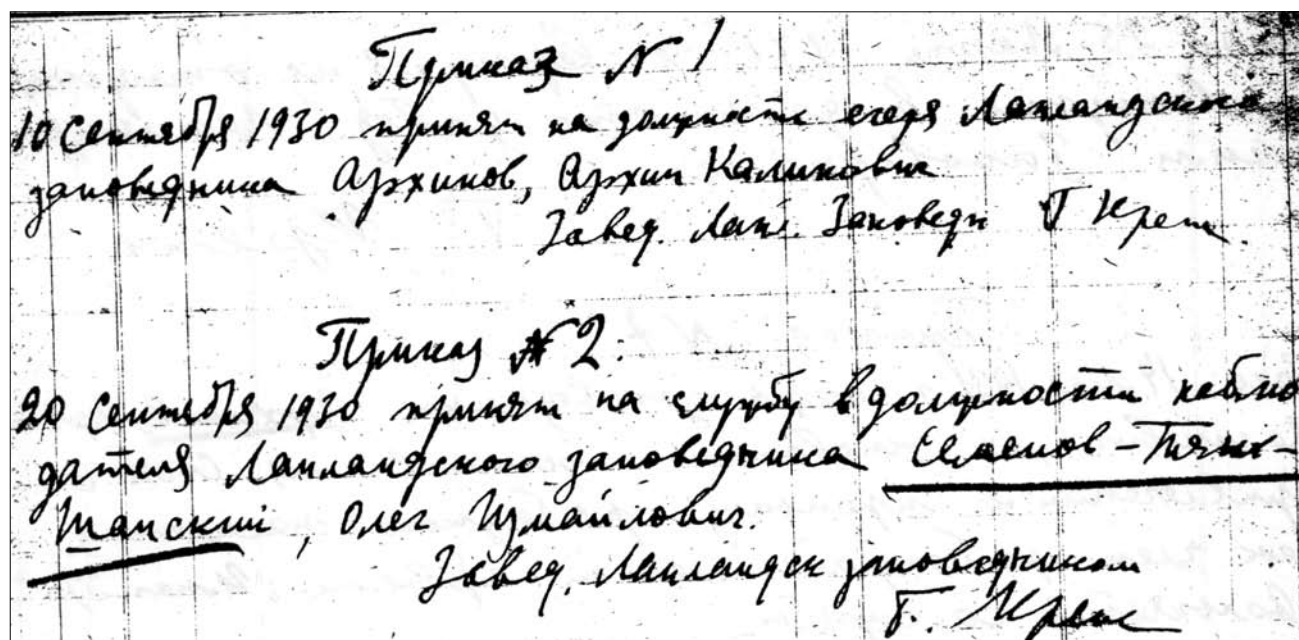 Приказ № 1
10 Сентября 1930 принят на должность егеря Лапландского
заповедника Архипов, Архип Калинович
Завед. Лапл. Заповедн Г Крепс
Приказ № 2.
20 Сентября 1930 принят на службу в должности наблю
дателя Лапландского заповедника Семенов-Тянь-
Шанский, Олег Измайлович.
Завед. Лапландск заповедником
Г. Крепс